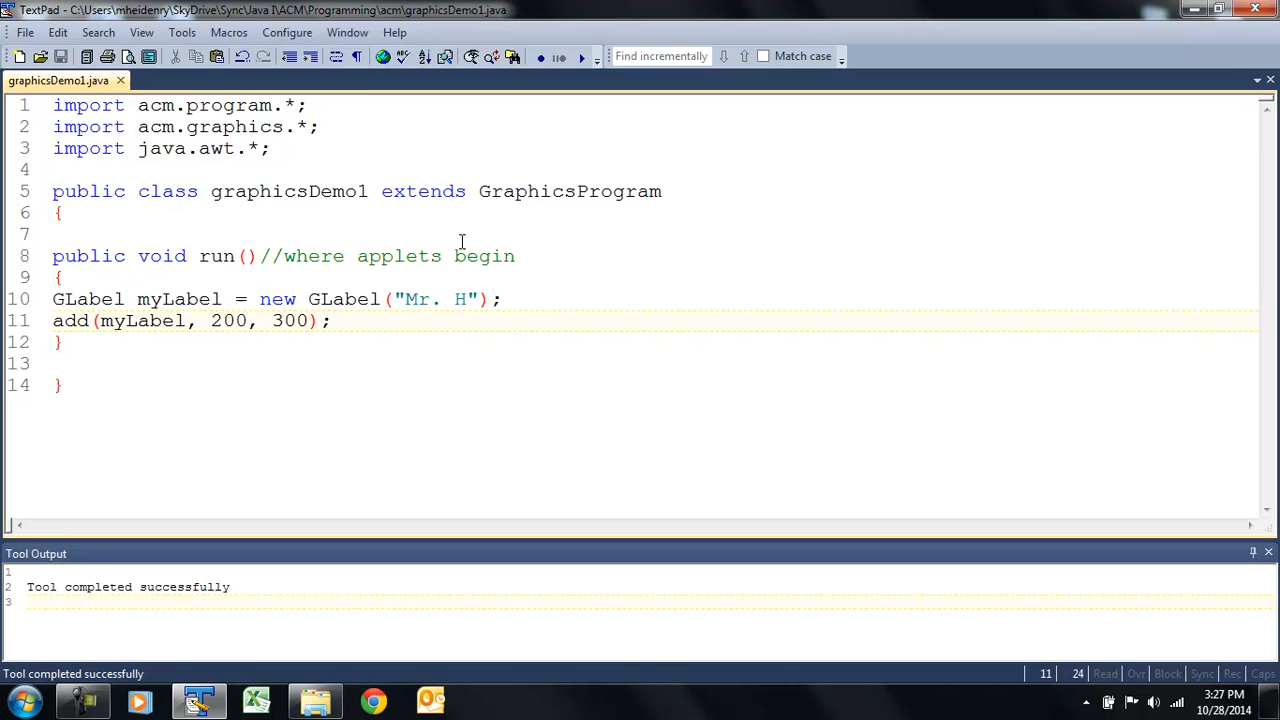 TextPad - C:\Users\mheidenry\SkyDrive\Sync\Java I\ACM\Programming\acm\graphicsDemo1.java
File Edit Search View Tools Macros Configure Window Help
Find incrementally Match case
graphicsDemo1.java
1 import acm.program.*;
2 import acm.graphics.*;
3 import java.awt.*;
4
5 public class graphicsDemo1 extends GraphicsProgram
6 {
7
8 public void run()//where applets begin
9 {
10 GLabel myLabel = new GLabel("Mr. H");
11 add(myLabel, 200, 300);
12 }
13
14 }
Tool Output
1
2 Tool completed successfully
3
Tool completed successfully 11 24 Read Ovr Block Sync Rec Caps
3:27 PM
10/28/2014